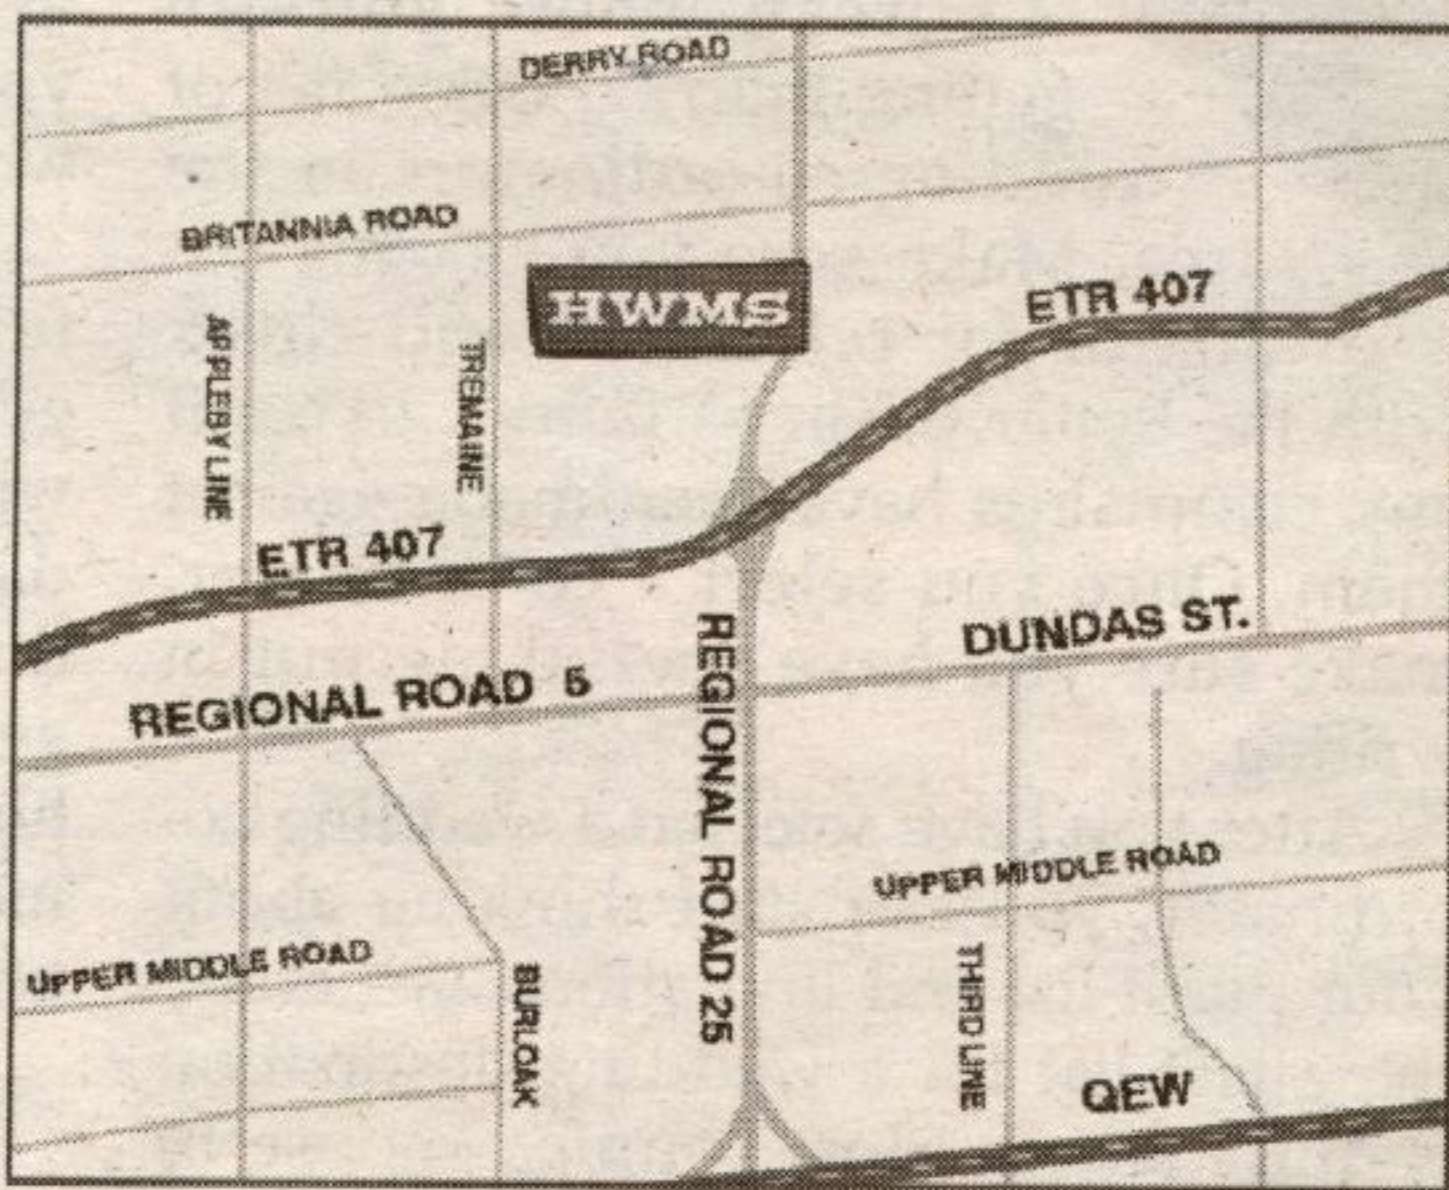 DERRY ROAD
BRITANNIA ROAD
HWMS
ETR 407
APPLEBY LINE
TREMAINE
ETR 407
DUNDAS ST.
REGIONAL ROAD 5
REGIONAL ROAD 25
UPPER MIDDLE ROAD
UPPER MIDDLE ROAD
BURLOAK
THIRD LINE
QEW